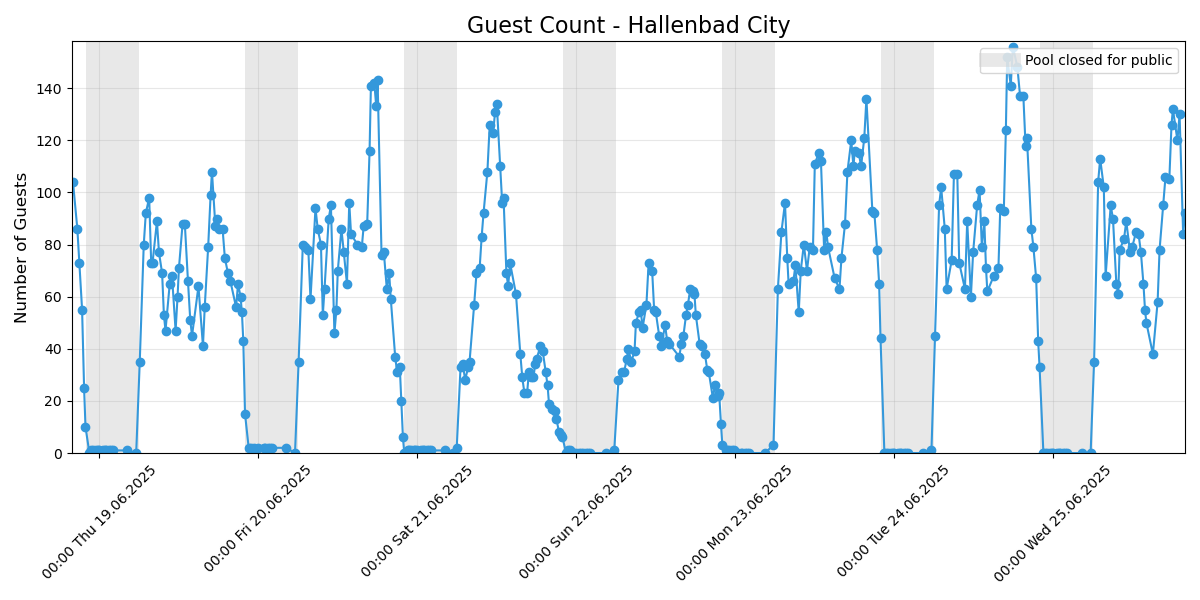 Guest Count - Hallenbad City
Number of Guests
140
120
100
80
60
40
20
0
Pool closed for public
00:00 Thu 19.06.2025
00:00 Fri 20.06.2025
00:00 Sat 21.06.2025
00:00 Sun 22.06.2025
00:00 Mon 23.06.2025
00:00 Tue 24.06.2025
00:00 Wed 25.06.2025